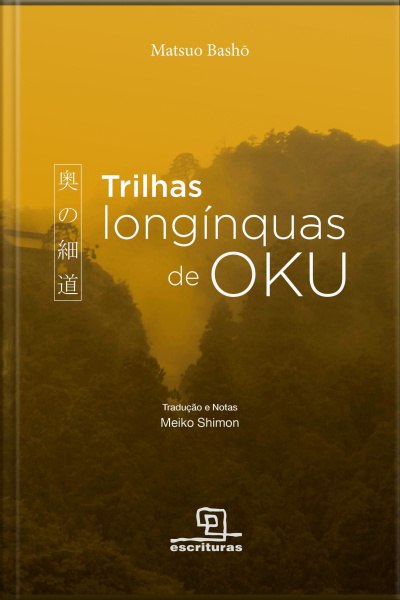 Matsuo Bashō
奥の細道
Trilhas
longínquas
de OKU
Tradução e Notas
Meiko Shimon
escrituras